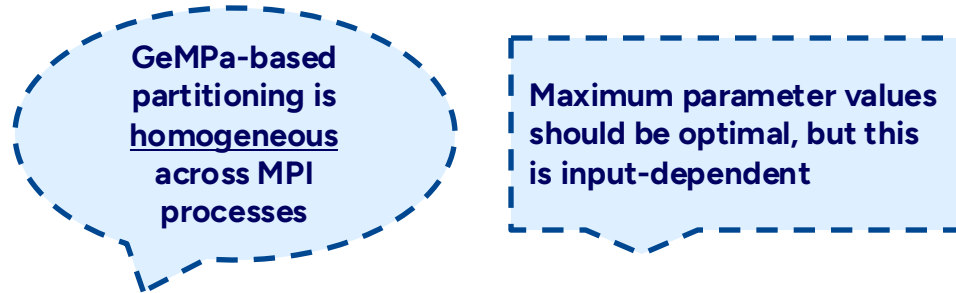 GeMPa-based
partitioning is
homogeneous
across MPI
processes
Maximum parameter values
should be optimal, but this
is input-dependent